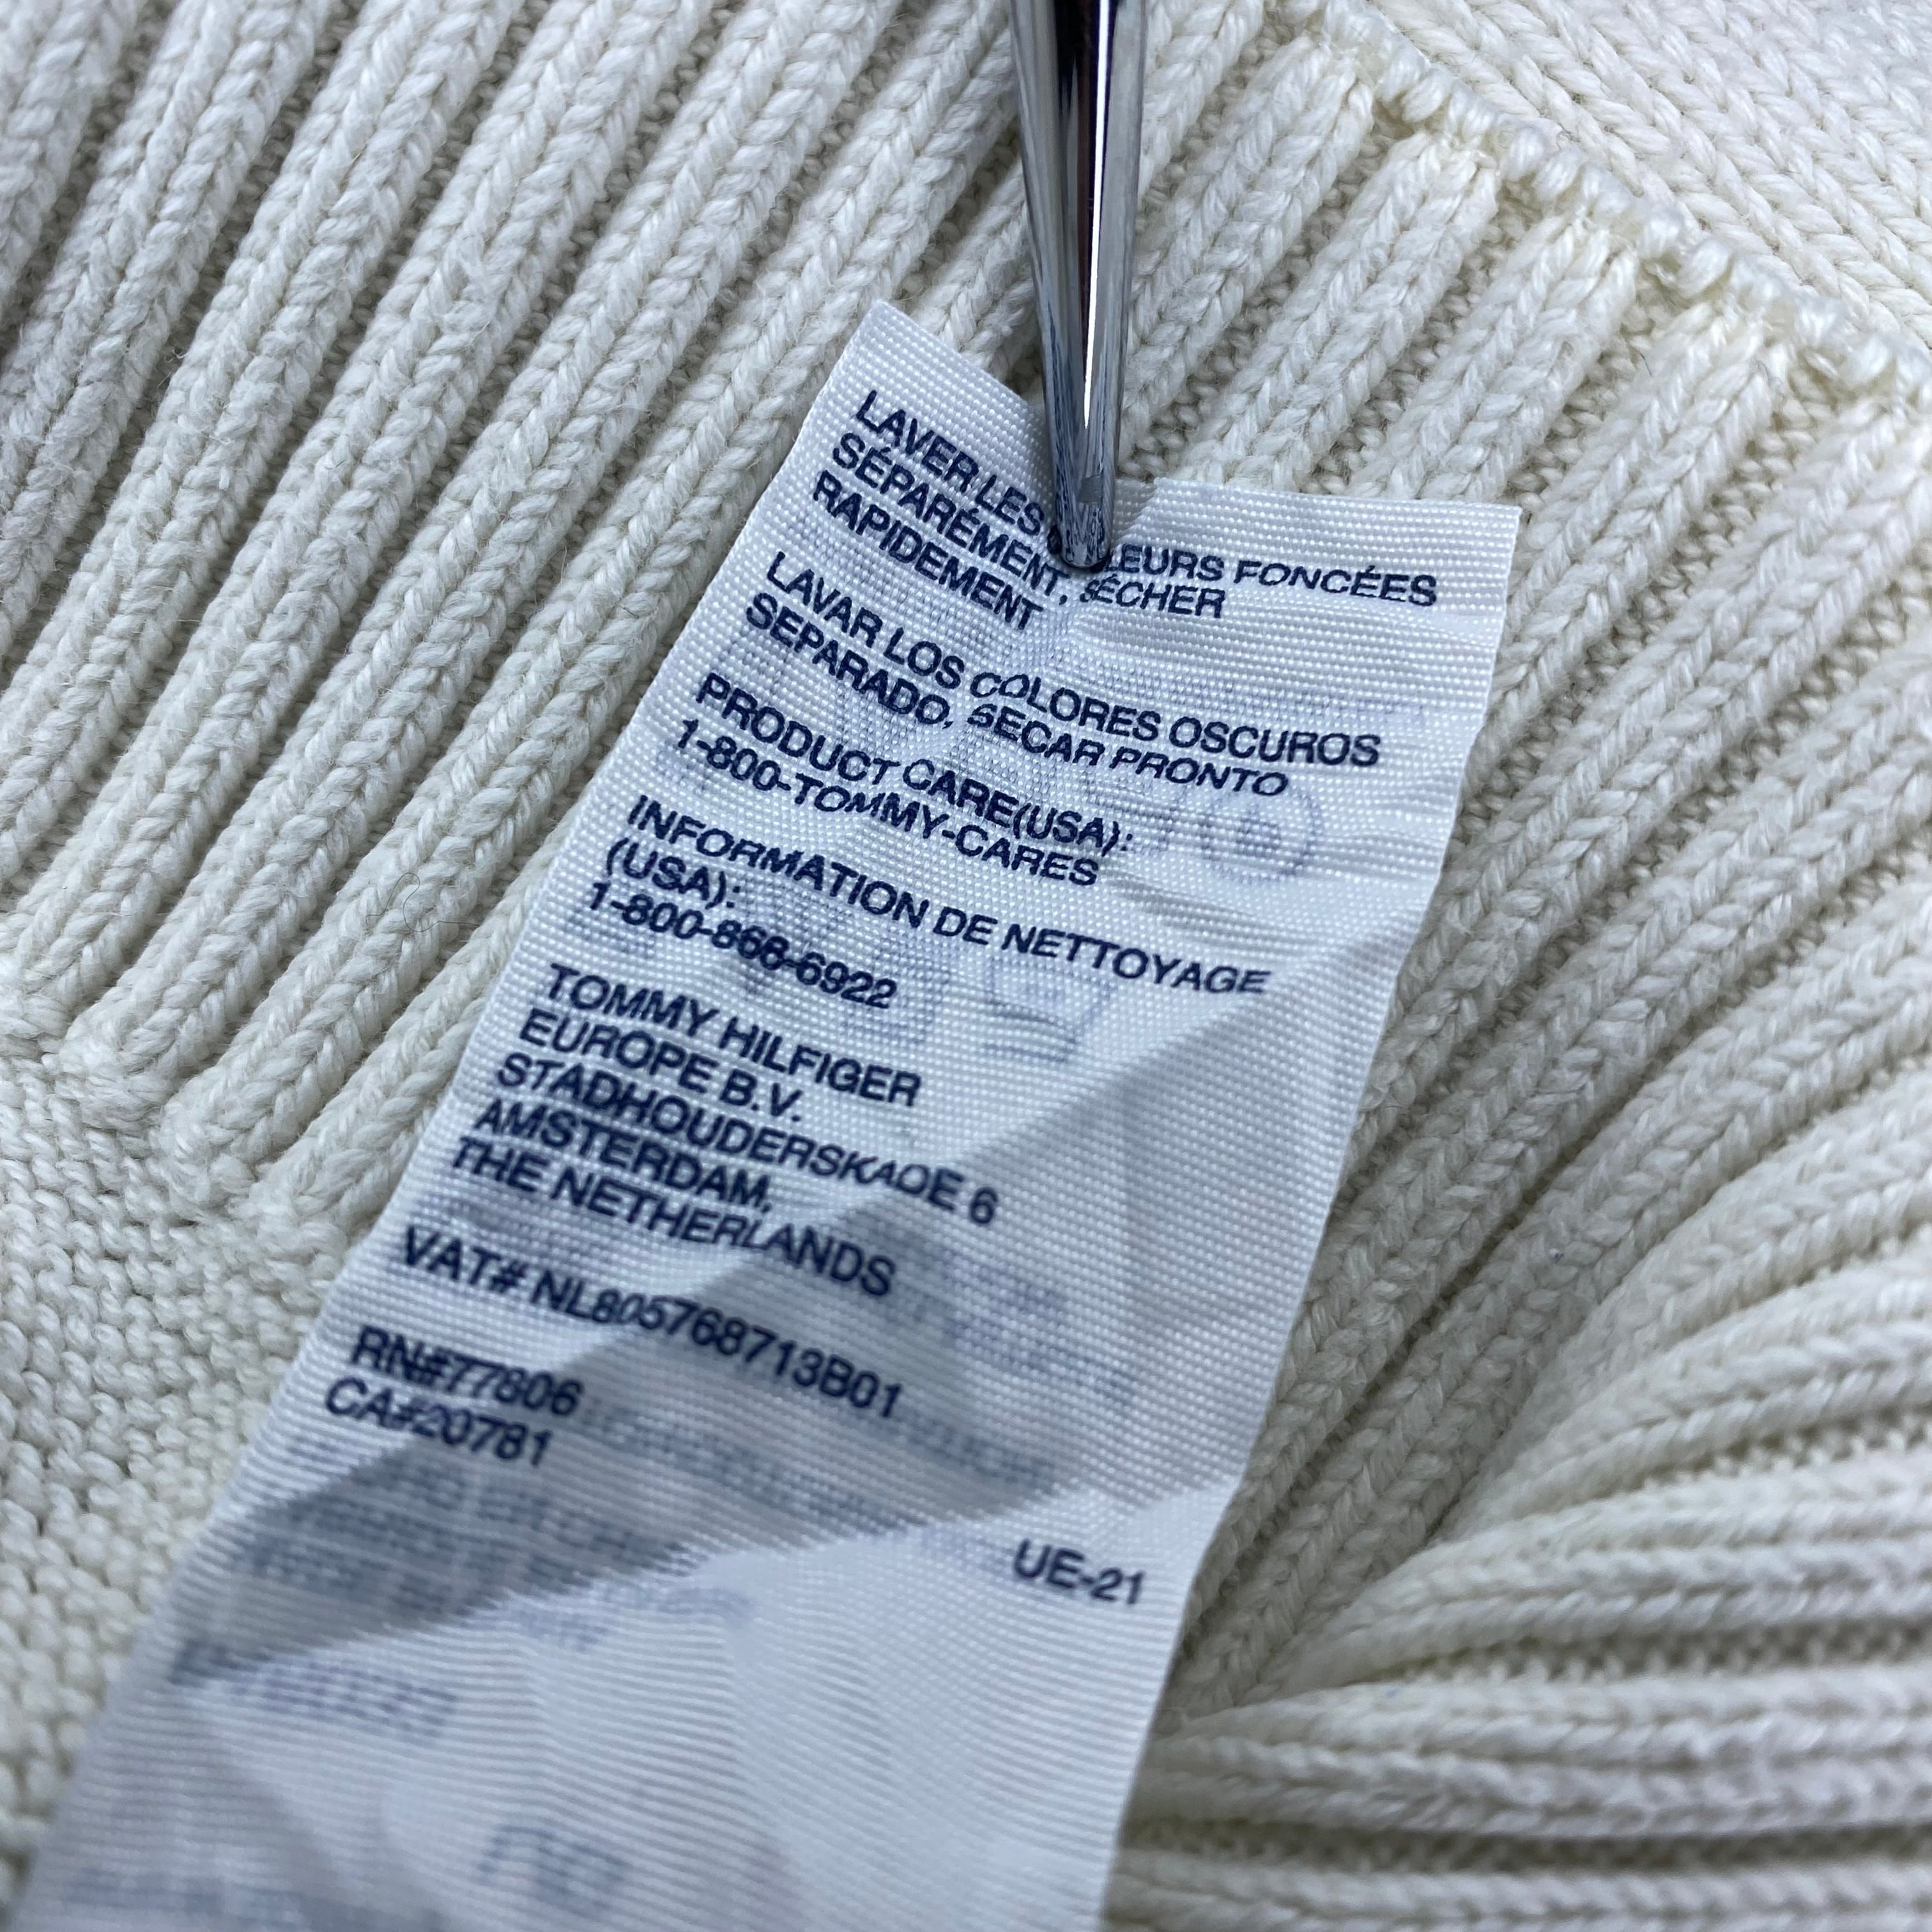 LAVER LES LEURS FONCÉES
SÉPARÉMENT, SÉCHER
RAPIDEMENT
LAVAR LOS COLORES OSCUROS
SEPARADO, SECAR PRONTO
PRODUCT CARE(USA):
1-800-TOMMY-CARES
INFORMATION DE NETTOYAGE
(USA):
1-800-866-6922
TOMMY HILFIGER
EUROPE B.V.
STADHOUDERSKADE 6
AMSTERDAM,
THE NETHERLANDS
VAT# NL805768713B01
RN#77806
CA#20781
UE-21